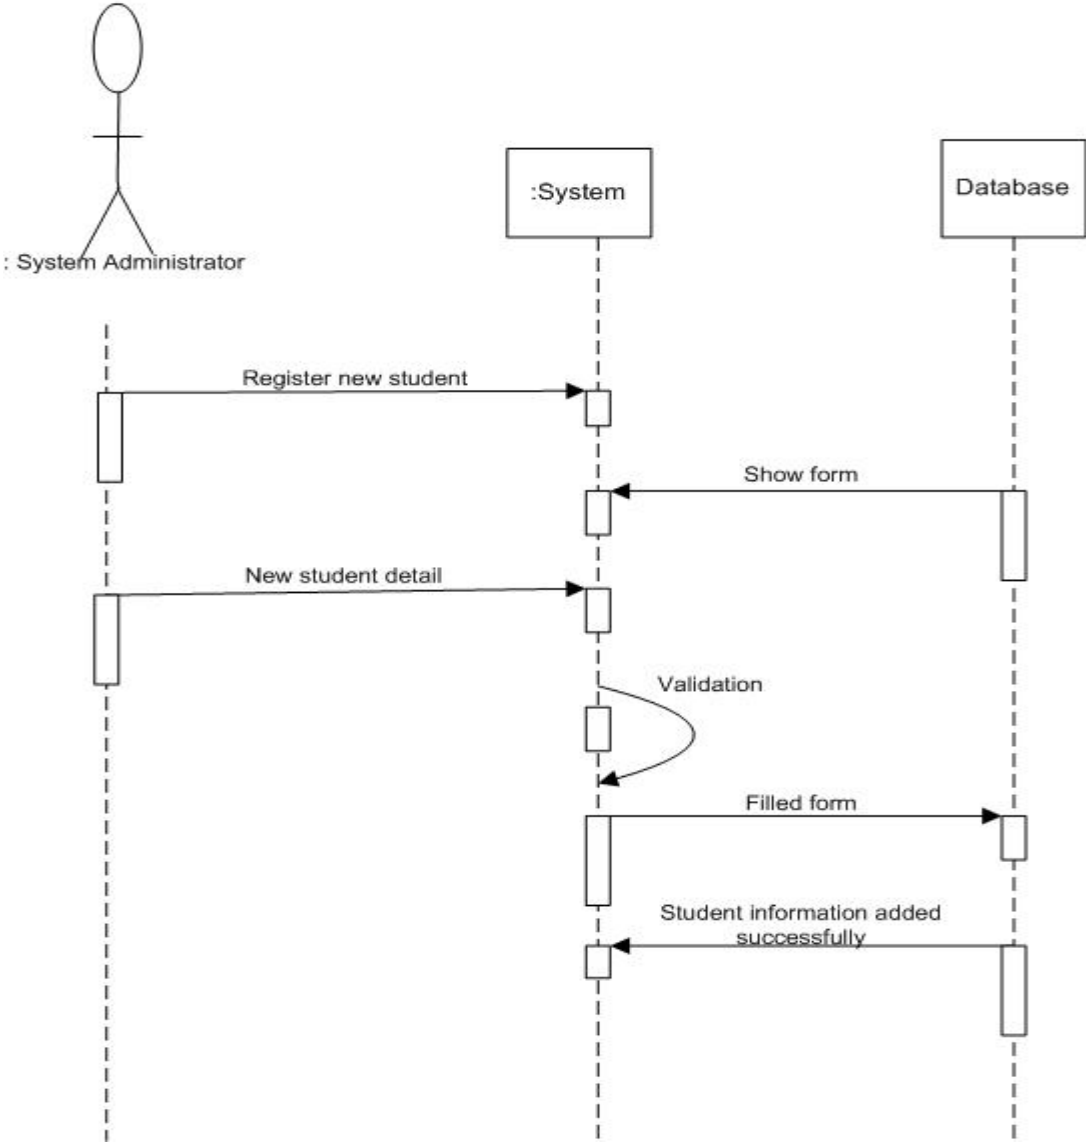 :System
Database
: System Administrator
Register new student
Show form
New student detail
Validation
Filled form
Student information added
successfully